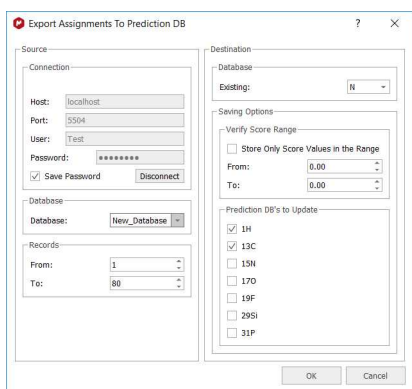 Export Assignments To Prediction DB
?
Source
Connection
Host: localhost
Port: 5504
User: Test
Password: ●●●●●●●●
Save Password Disconnect
Database
Database: New_Database
Records
From: 1
To: 80
Destination
Database
Existing: N
Saving Options
Verify Score Range
Store Only Score Values in the Range
From: 0.00
To: 0.00
Prediction DB's to Update
1H
13C
15N
17O
19F
29Si
31P
OK Cancel